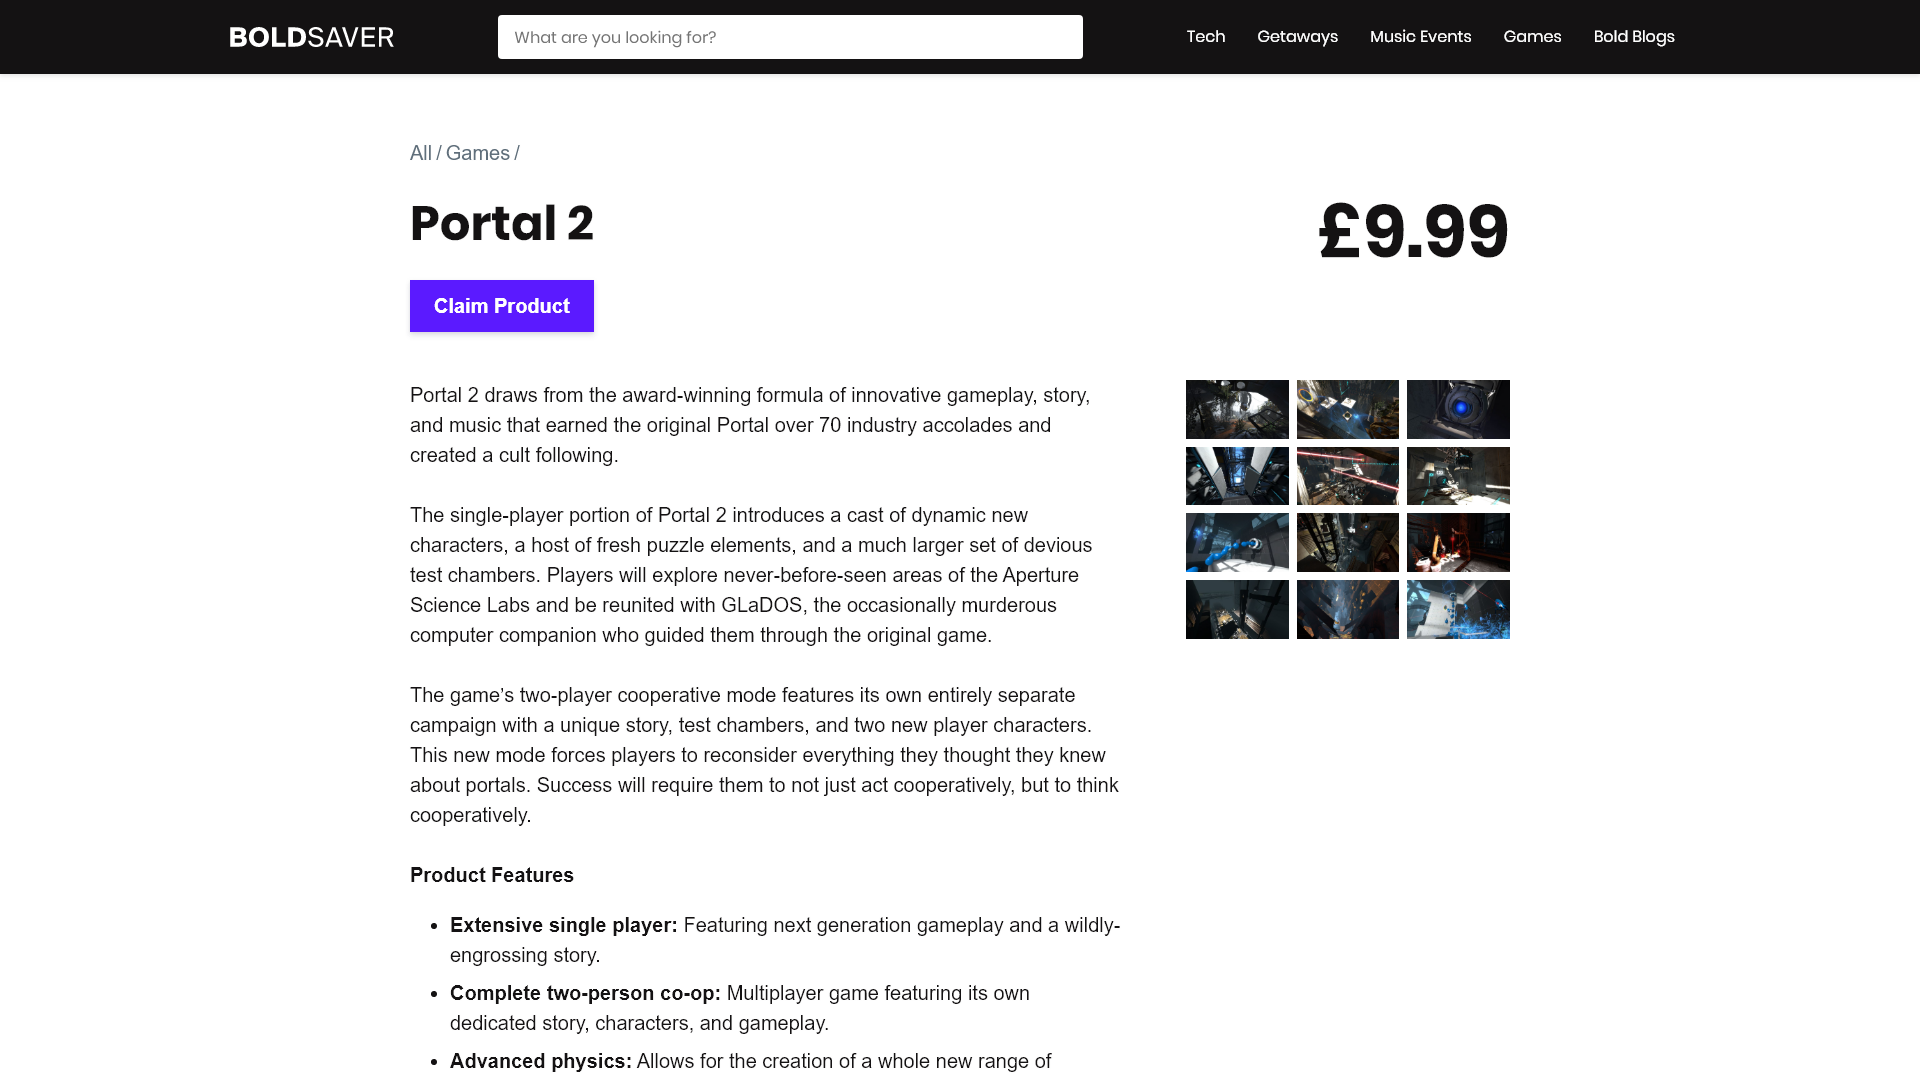 BOLDSAVER
What are you looking for?
Tech
Getaways
Music Events
Games
Bold Blogs
All / Games /
Portal 2
£9.99
Claim Product
Portal 2 draws from the award-winning formula of innovative gameplay, story,
and music that earned the original Portal over 70 industry accolades and
created a cult following.
The single-player portion of Portal 2 introduces a cast of dynamic new
characters, a host of fresh puzzle elements, and a much larger set of devious
test chambers. Players will explore never-before-seen areas of the Aperture
Science Labs and be reunited with GLaDOS, the occasionally murderous
computer companion who guided them through the original game.
The game’s two-player cooperative mode features its own entirely separate
campaign with a unique story, test chambers, and two new player characters.
This new mode forces players to reconsider everything they thought they knew
about portals. Success will require them to not just act cooperatively, but to think
cooperatively.
Product Features
• Extensive single player: Featuring next generation gameplay and a wildly-
engrossing story.
• Complete two-person co-op: Multiplayer game featuring its own
dedicated story, characters, and gameplay.
• Advanced physics: Allows for the creation of a whole new range of